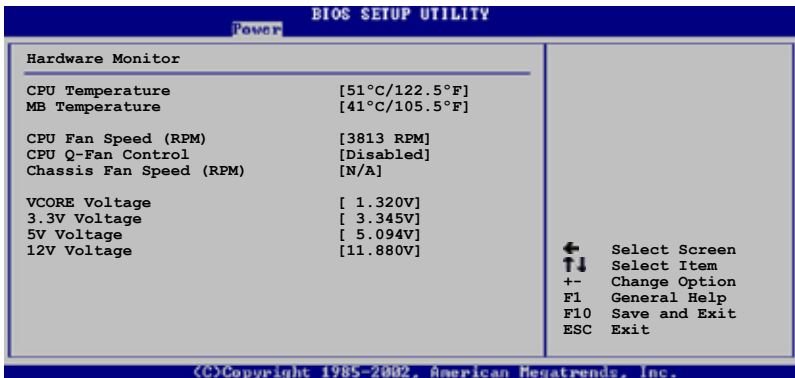 BIOS SETUP UTILITY
Power
Hardware Monitor
CPU Temperature [51°C/122.5°F]
MB Temperature [41°C/105.5°F]
CPU Fan Speed (RPM) [3813 RPM]
CPU Q-Fan Control [Disabled]
Chassis Fan Speed (RPM) [N/A]
VCORE Voltage [ 1.320V]
3.3V Voltage [ 3.345V]
5V Voltage [ 5.094V]
12V Voltage [11.880V]
← Select Screen
↑↓ Select Item
+- Change Option
F1 General Help
F10 Save and Exit
ESC Exit
(C)Copyright 1985-2002, American Megatrends, Inc.